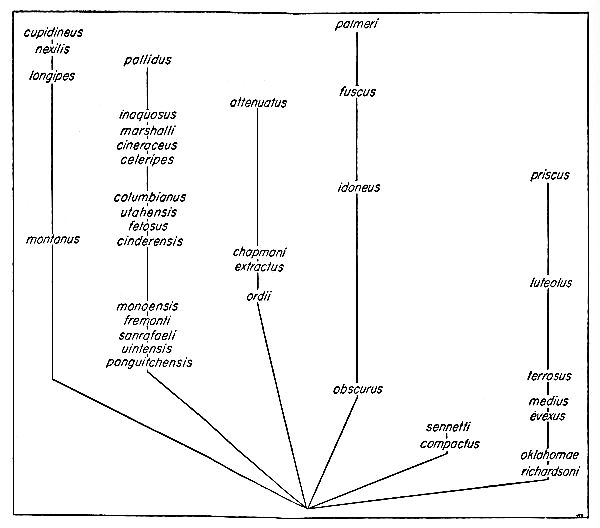 cupidineus
nexilis
longipes
montanus
pallidus
inaquosus
marshalli
cineraceus
celeripes
columbianus
utahensis
fetosus
cinderensis
monoensis
fremonti
sanrafaeli
uintensis
panguitchensis
attenuatus
chapmani
extractus
ordii
palmeri
fuscus
idoneus
obscurus
sennetti
compactus
priscus
luteolus
terrosus
medius
evexus
oklahomae
richardsoni